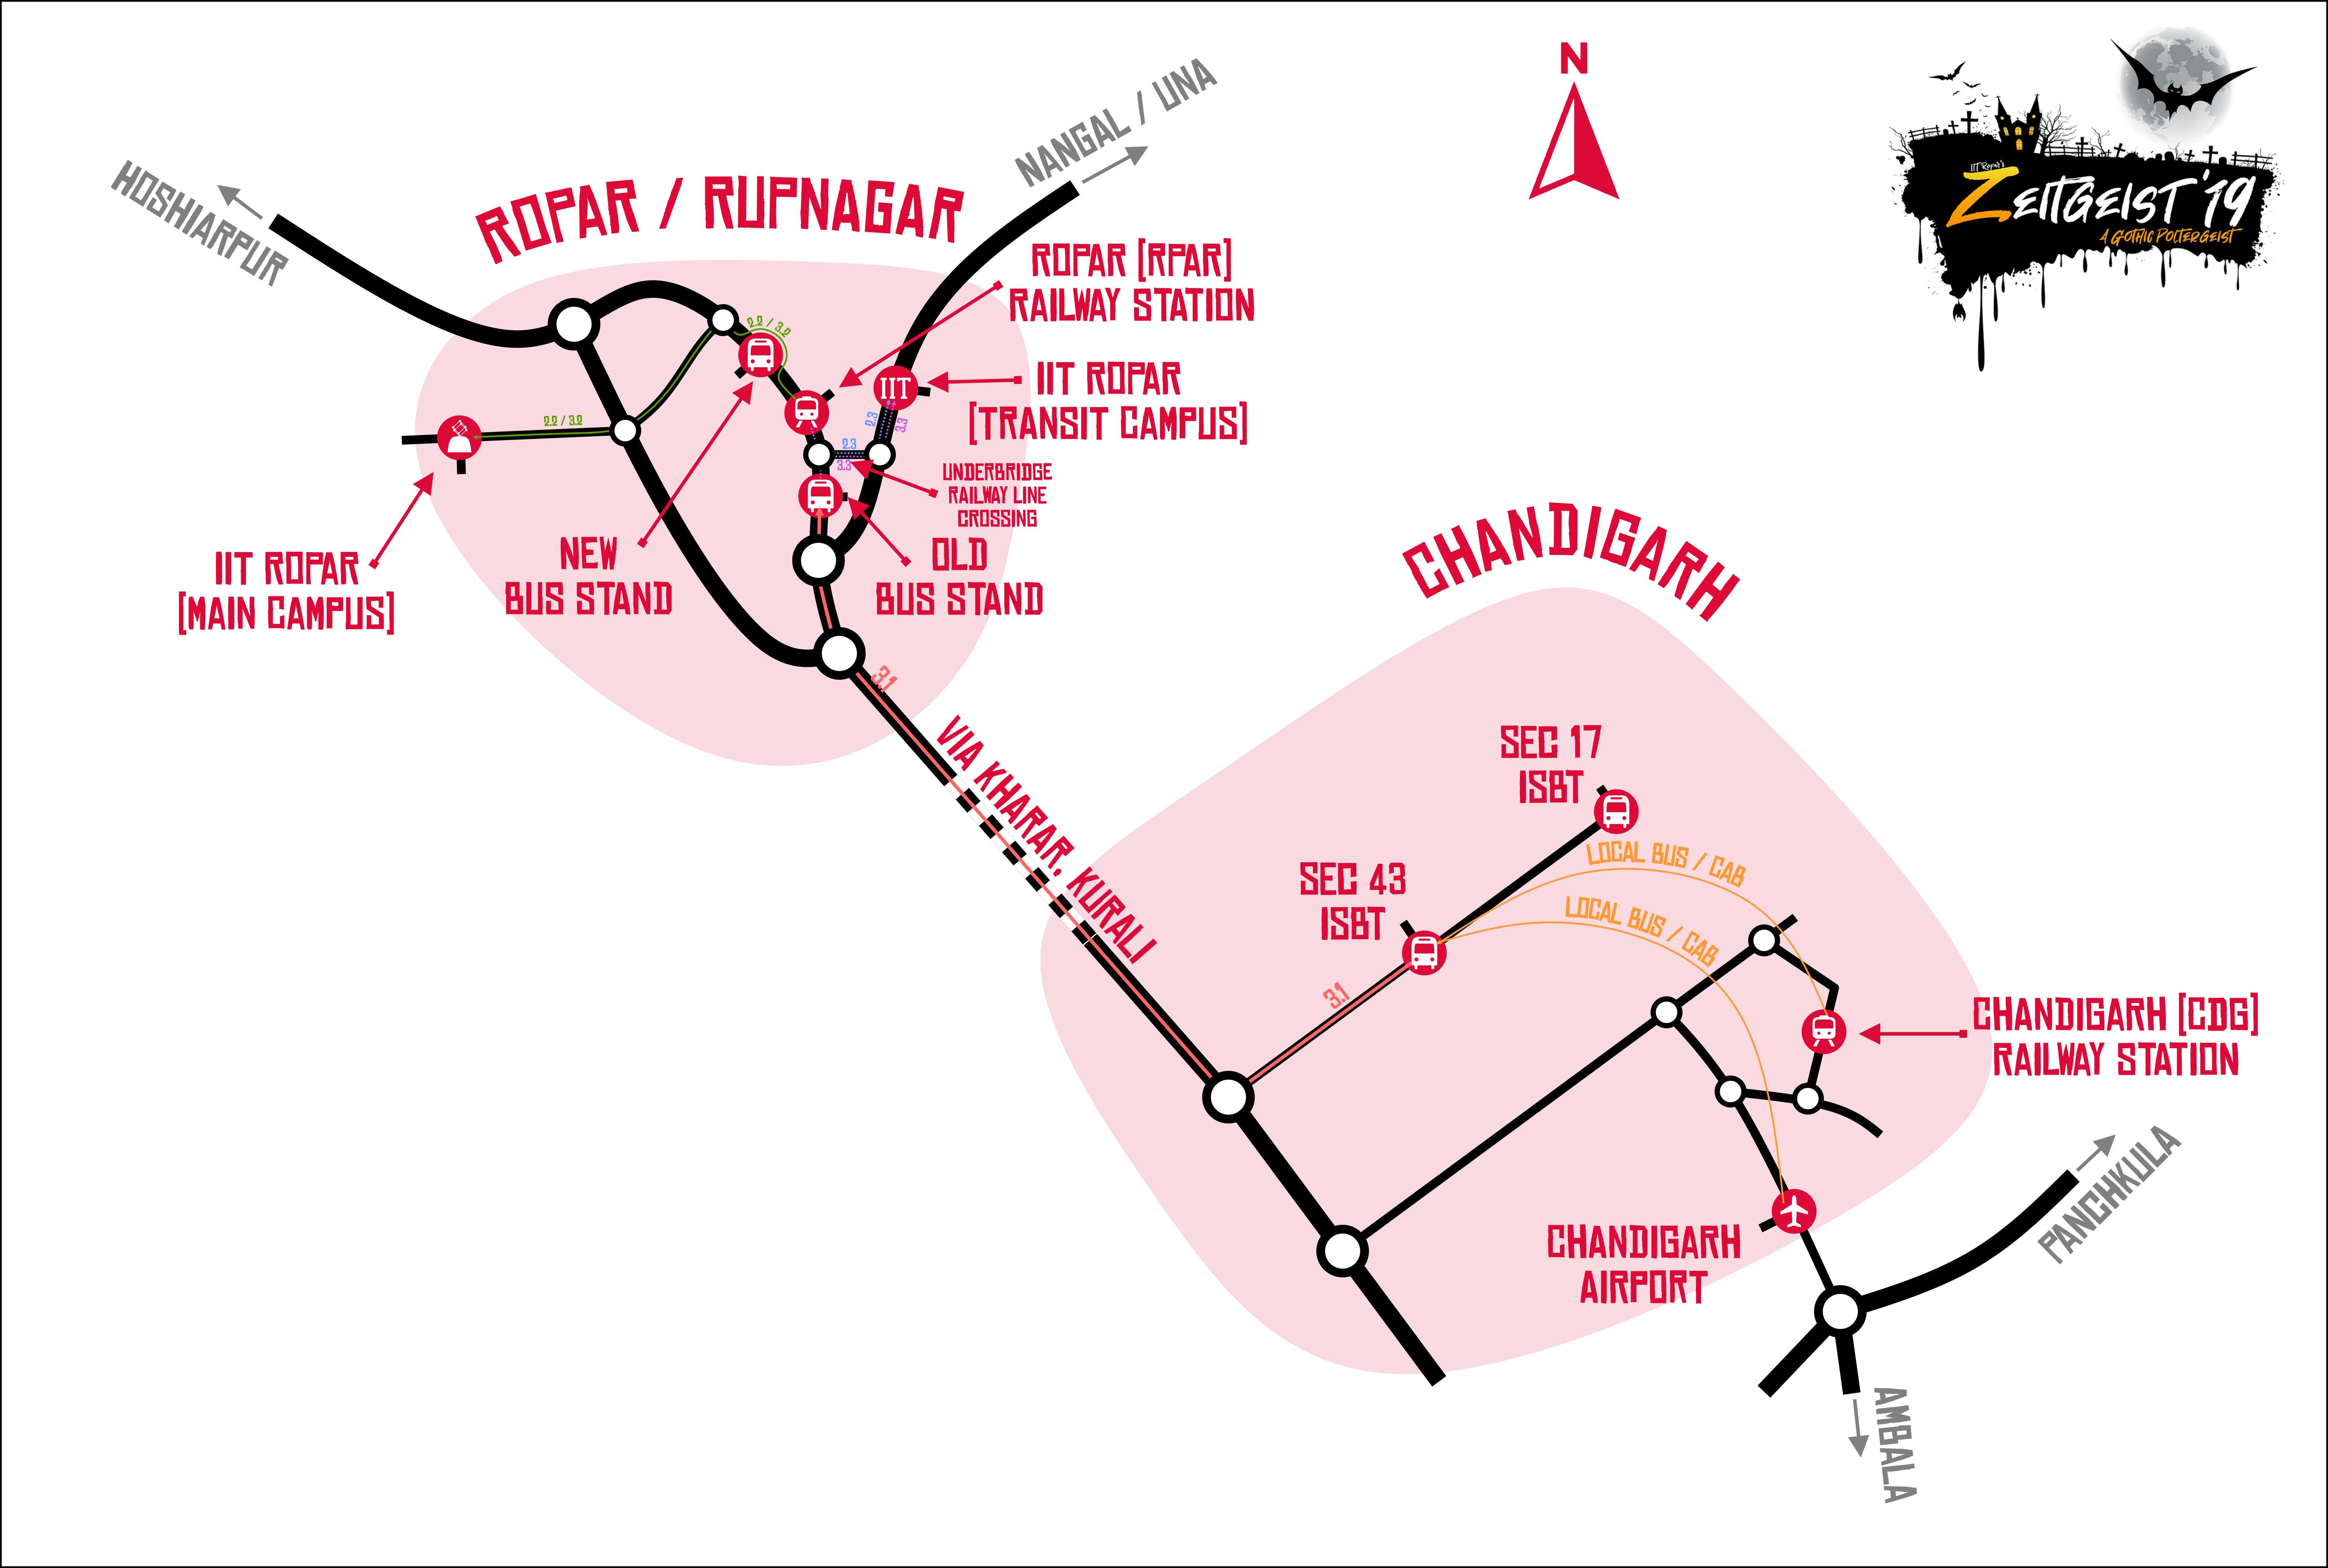 N
IIT Ropar's
ZEITGEIST'19
A GOTHIC POLTERGEIST
HOSHIARPUR
NANGAL / UNA
ROPAR / RUPNAGAR
ROPAR [RPAR]
RAILWAY STATION
2.2 / 3.2
IIT
IIT ROPAR
[TRANSIT CAMPUS]
2.2 / 3.2
2.3
3.3
2.3
3.3
UNDERBRIDGE
RAILWAY LINE
CROSSING
IIT ROPAR
[MAIN CAMPUS]
NEW
BUS STAND
OLD
BUS STAND
3.1
VIA KHARAR, KURALI
CHANDIGARH
SEC 17
ISBT
LOCAL BUS / CAB
SEC 43
ISBT
LOCAL BUS / CAB
3.1
CHANDIGARH [CDG]
RAILWAY STATION
CHANDIGARH
AIRPORT
PANCHKULA
AMBALA